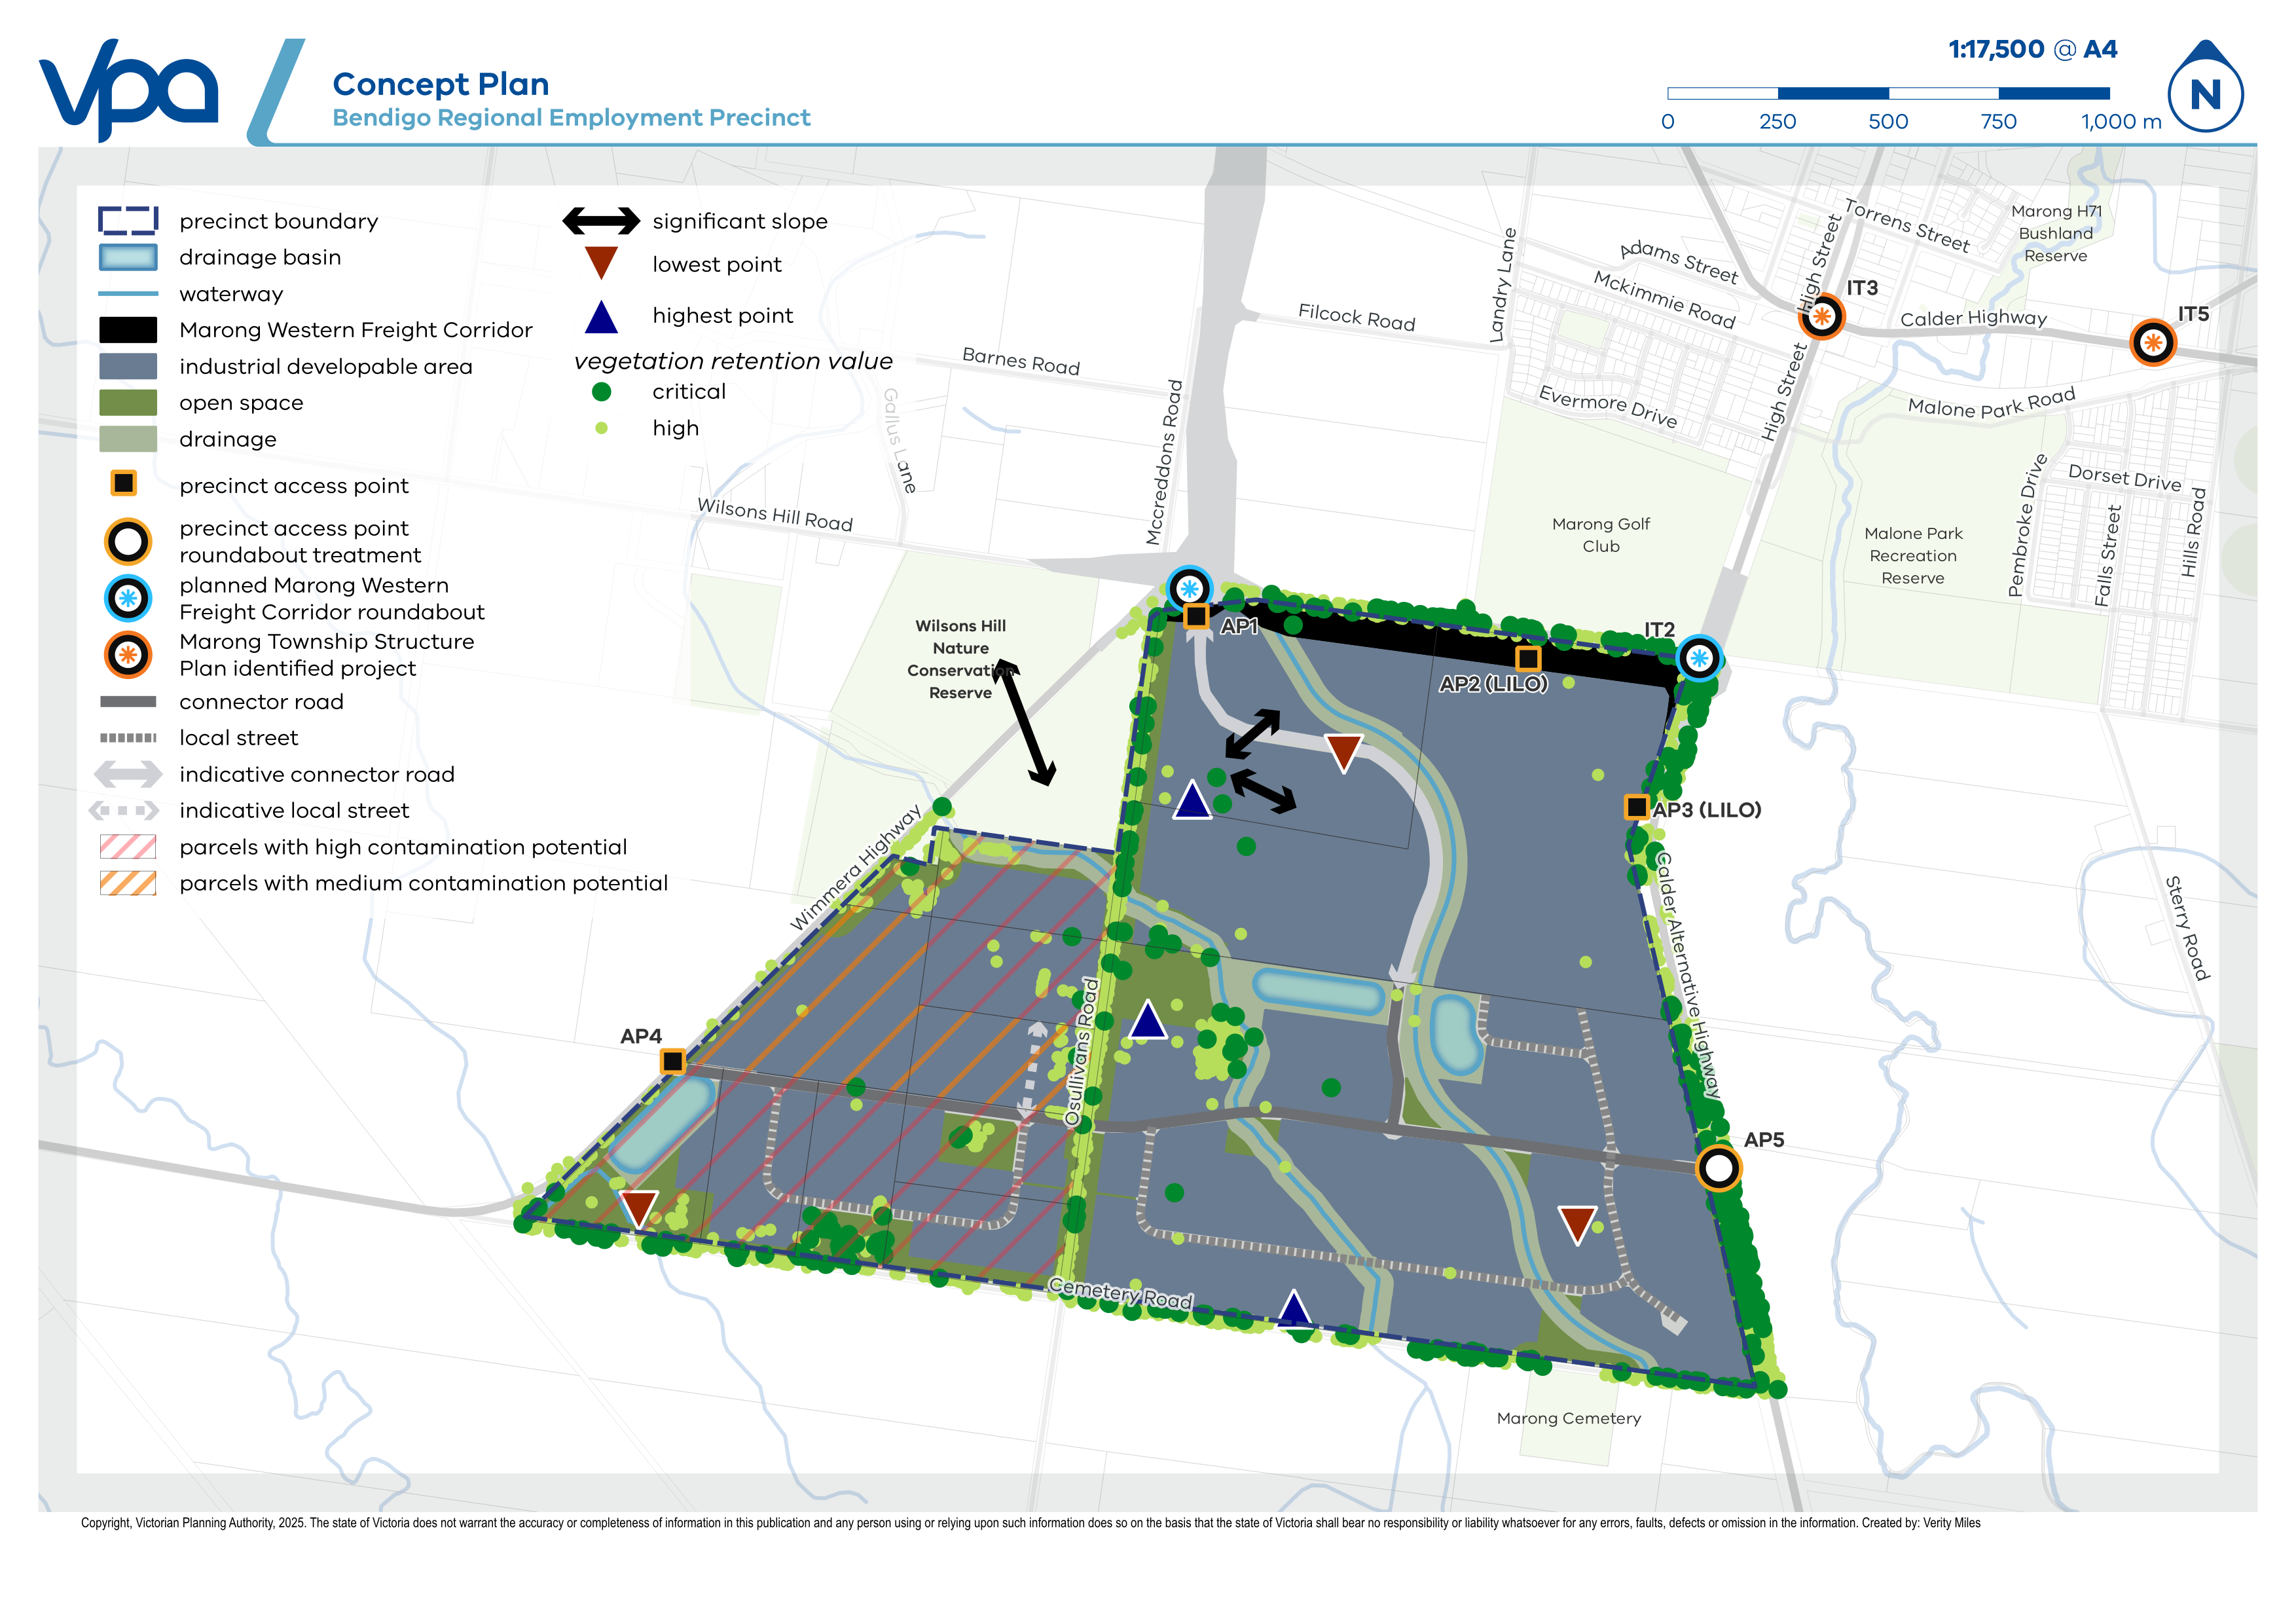 vpa
Concept Plan
Bendigo Regional Employment Precinct
1:17,500 @ A4
0 250 500 750 1,000 m
N
precinct boundary
drainage basin
waterway
Marong Western Freight Corridor
industrial developable area
open space
drainage
precinct access point
precinct access point
roundabout treatment
planned Marong Western
Freight Corridor roundabout
Marong Township Structure
Plan identified project
connector road
local street
indicative connector road
indicative local street
parcels with high contamination potential
parcels with medium contamination potential
significant slope
lowest point
highest point
vegetation retention value
critical
high
Torrens Street
Marong H71
Bushland
Reserve
Adams Street
High Street
Mckimmie Road
IT3
Calder Highway
IT5
Landry Lane
Filcock Road
Barnes Road
Gallus Lane
Mccreddons Road
Evermore Drive
High Street
Malone Park Road
Dorset Drive
Pembroke Drive
Falls Street
Hills Road
Wilsons Hill Road
Marong Golf
Club
Malone Park
Recreation
Reserve
Wilsons Hill
Nature
Conservation
Reserve
AP1
IT2
AP2 (LILO)
AP3 (LILO)
Wimmera Highway
Calder Alternative Highway
Sterry Road
AP4
Osullivans Road
AP5
Cemetery Road
Marong Cemetery
Copyright, Victorian Planning Authority, 2025. The state of Victoria does not warrant the accuracy or completeness of information in this publication and any person using or relying upon such information does so on the basis that the state of Victoria shall bear no responsibility or liability whatsoever for any errors, faults, defects or omission in the information. Created by: Verity Miles